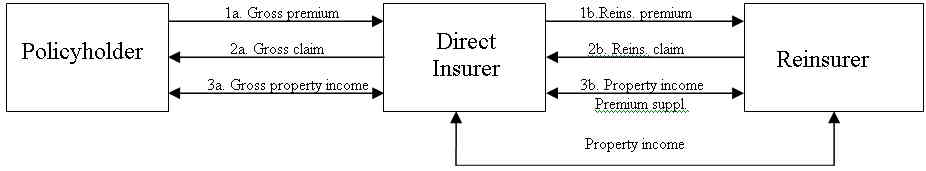 1a. Gross premium
1b.Reins. premium
Policyholder
2a. Gross claim
Direct
Insurer
2b. Reins. claim
Reinsurer
3a. Gross property income
3b. Property income
Premium suppl.
Property income